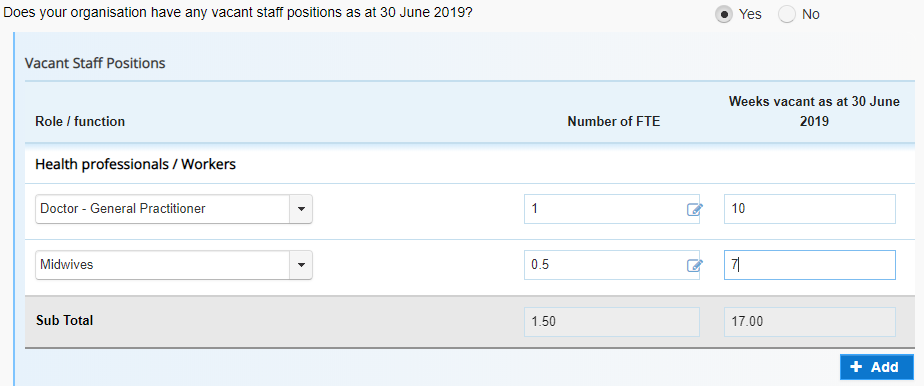 Does your organisation have any vacant staff positions as at 30 June 2019? Yes No
Vacant Staff Positions
Role / function Number of FTE Weeks vacant as at 30 June 2019
Health professionals / Workers
Doctor - General Practitioner 1 10
Midwives 0.5 7
Sub Total 1.50 17.00
+ Add